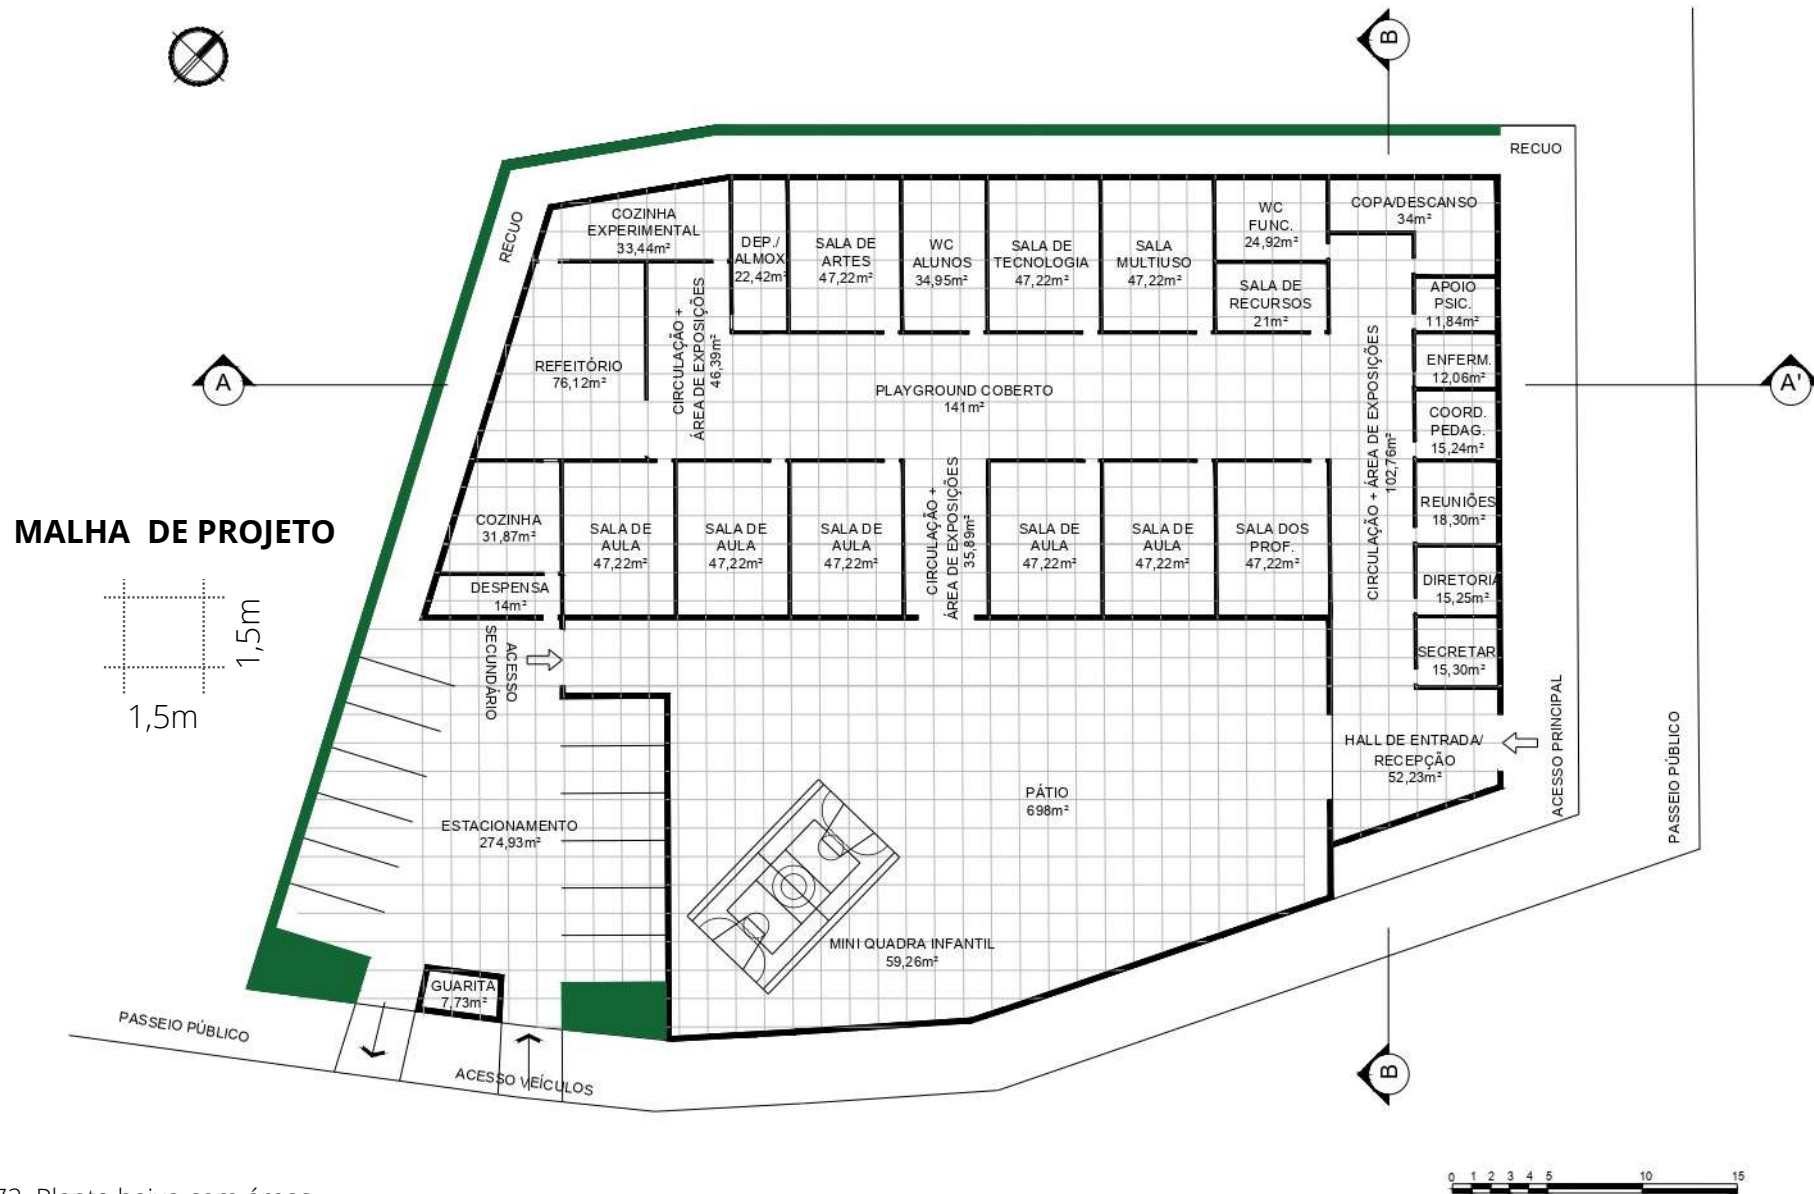 B
RECUO
RECUO
COZINHA
EXPERIMENTAL
33,44m²
DEP./
ALMOX
22,42m²
SALA DE
ARTES
47,22m²
WC
ALUNOS
34,95m²
SALA DE
TECNOLOGIA
47,22m²
SALA
MULTIUSO
47,22m²
WC
FUNC.
24,92m²
SALA DE
RECURSOS
21m²
COPA/DESCANSO
34m²
APOIO
PSIC.
11,84m²
ENFERM.
12,06m²
COORD.
PEDAG.
15,24m²
REUNIÕES
18,30m²
DIRETORIA
15,25m²
SECRETAR
15,30m²
A
A'
REFEITÓRIO
76,12m²
CIRCULAÇÃO +
ÁREA DE EXPOSIÇÕES
46,39m²
PLAYGROUND COBERTO
141m²
CIRCULAÇÃO + ÁREA DE EXPOSIÇÕES
102,76m²
MALHA DE PROJETO
1,5m
1,5m
COZINHA
31,87m²
DESPENSA
14m²
SALA DE
AULA
47,22m²
SALA DE
AULA
47,22m²
SALA DE
AULA
47,22m²
CIRCULAÇÃO +
ÁREA DE EXPOSIÇÕES
35,89m²
SALA DE
AULA
47,22m²
SALA DE
AULA
47,22m²
SALA DOS
PROF.
47,22m²
ACESSO
SECUNDÁRIO
HALL DE ENTRADA/
RECEPÇÃO
52,23m²
ACESSO PRINCIPAL
PASSEIO PÚBLICO
PÁTIO
698m²
ESTACIONAMENTO
274,93m²
MINI QUADRA INFANTIL
59,26m²
GUARITA
7,73m²
PASSEIO PÚBLICO
ACESSO VEÍCULOS
B
0 1 2 3 4 5 10 15